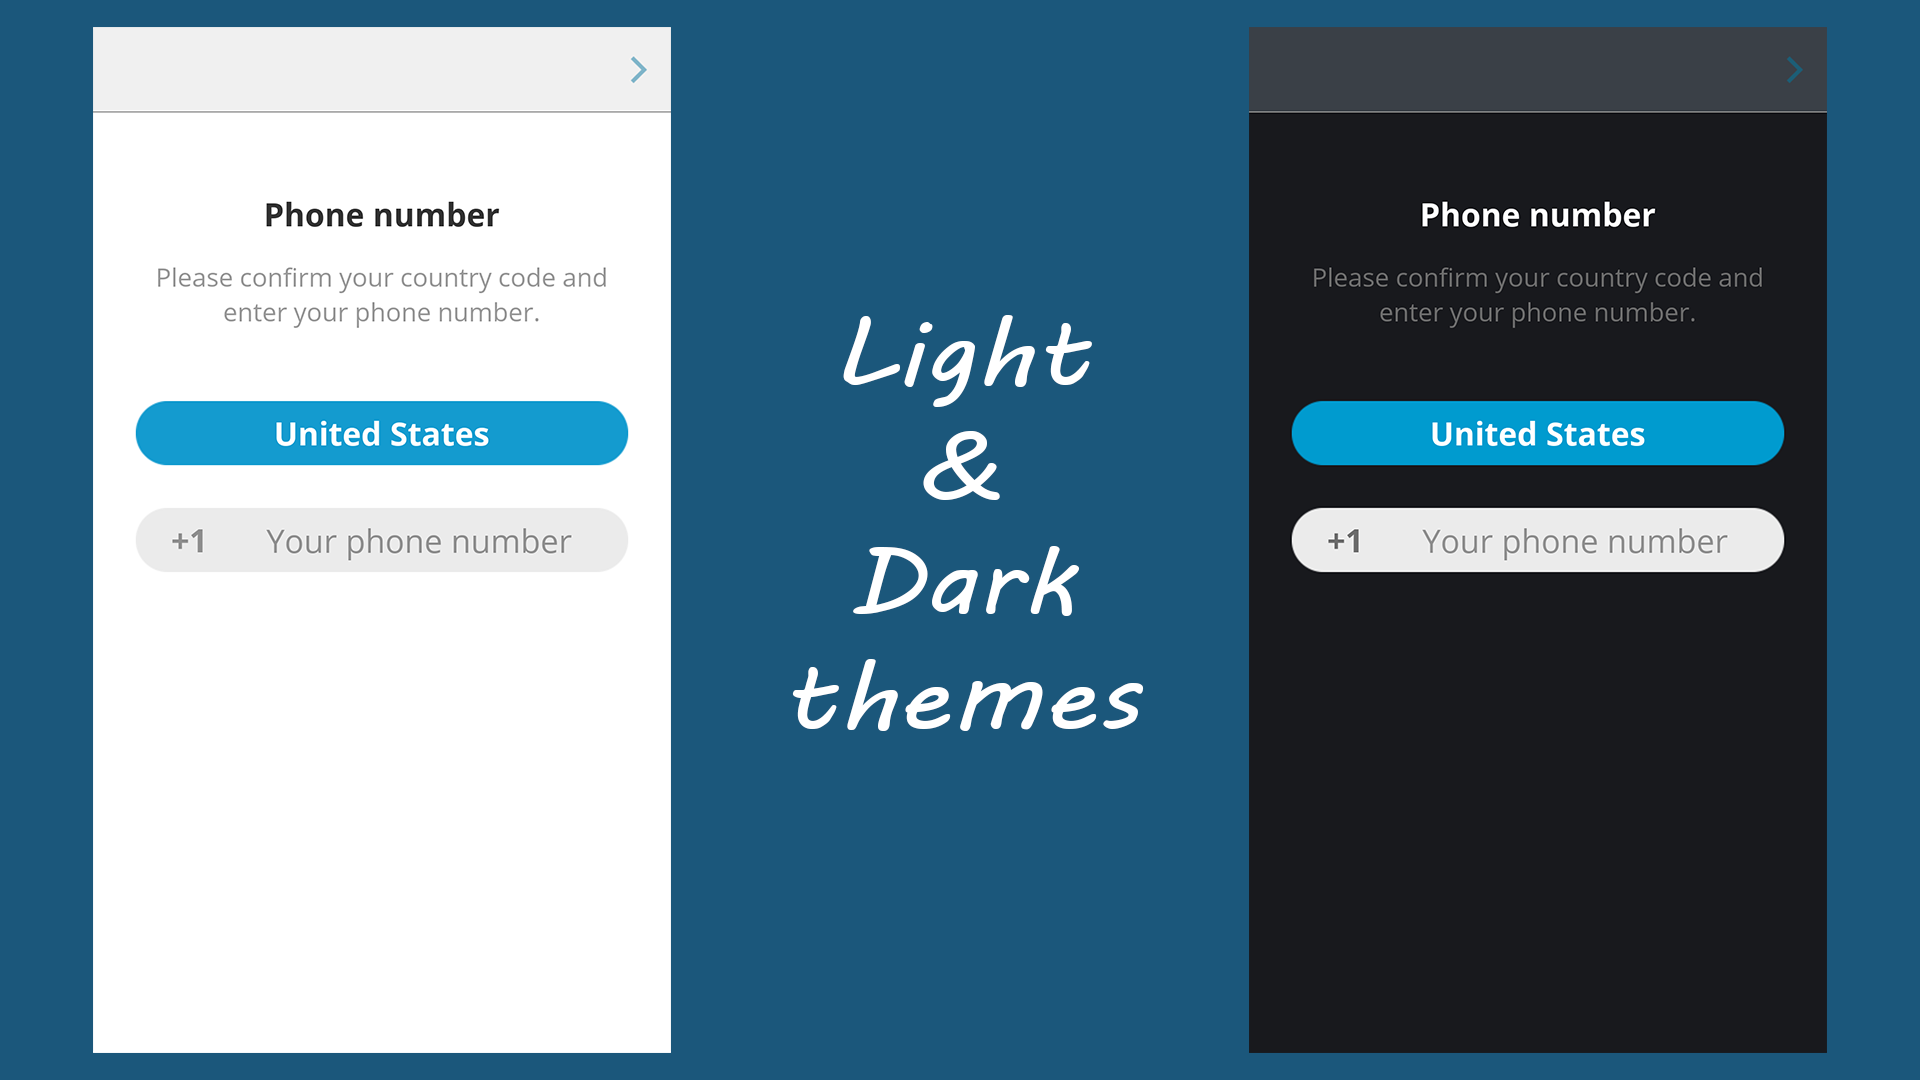 Phone number
Please confirm your country code and
enter your phone number.
United States
+1 Your phone number
Light
&
Dark
themes
Phone number
Please confirm your country code and
enter your phone number.
United States
+1 Your phone number